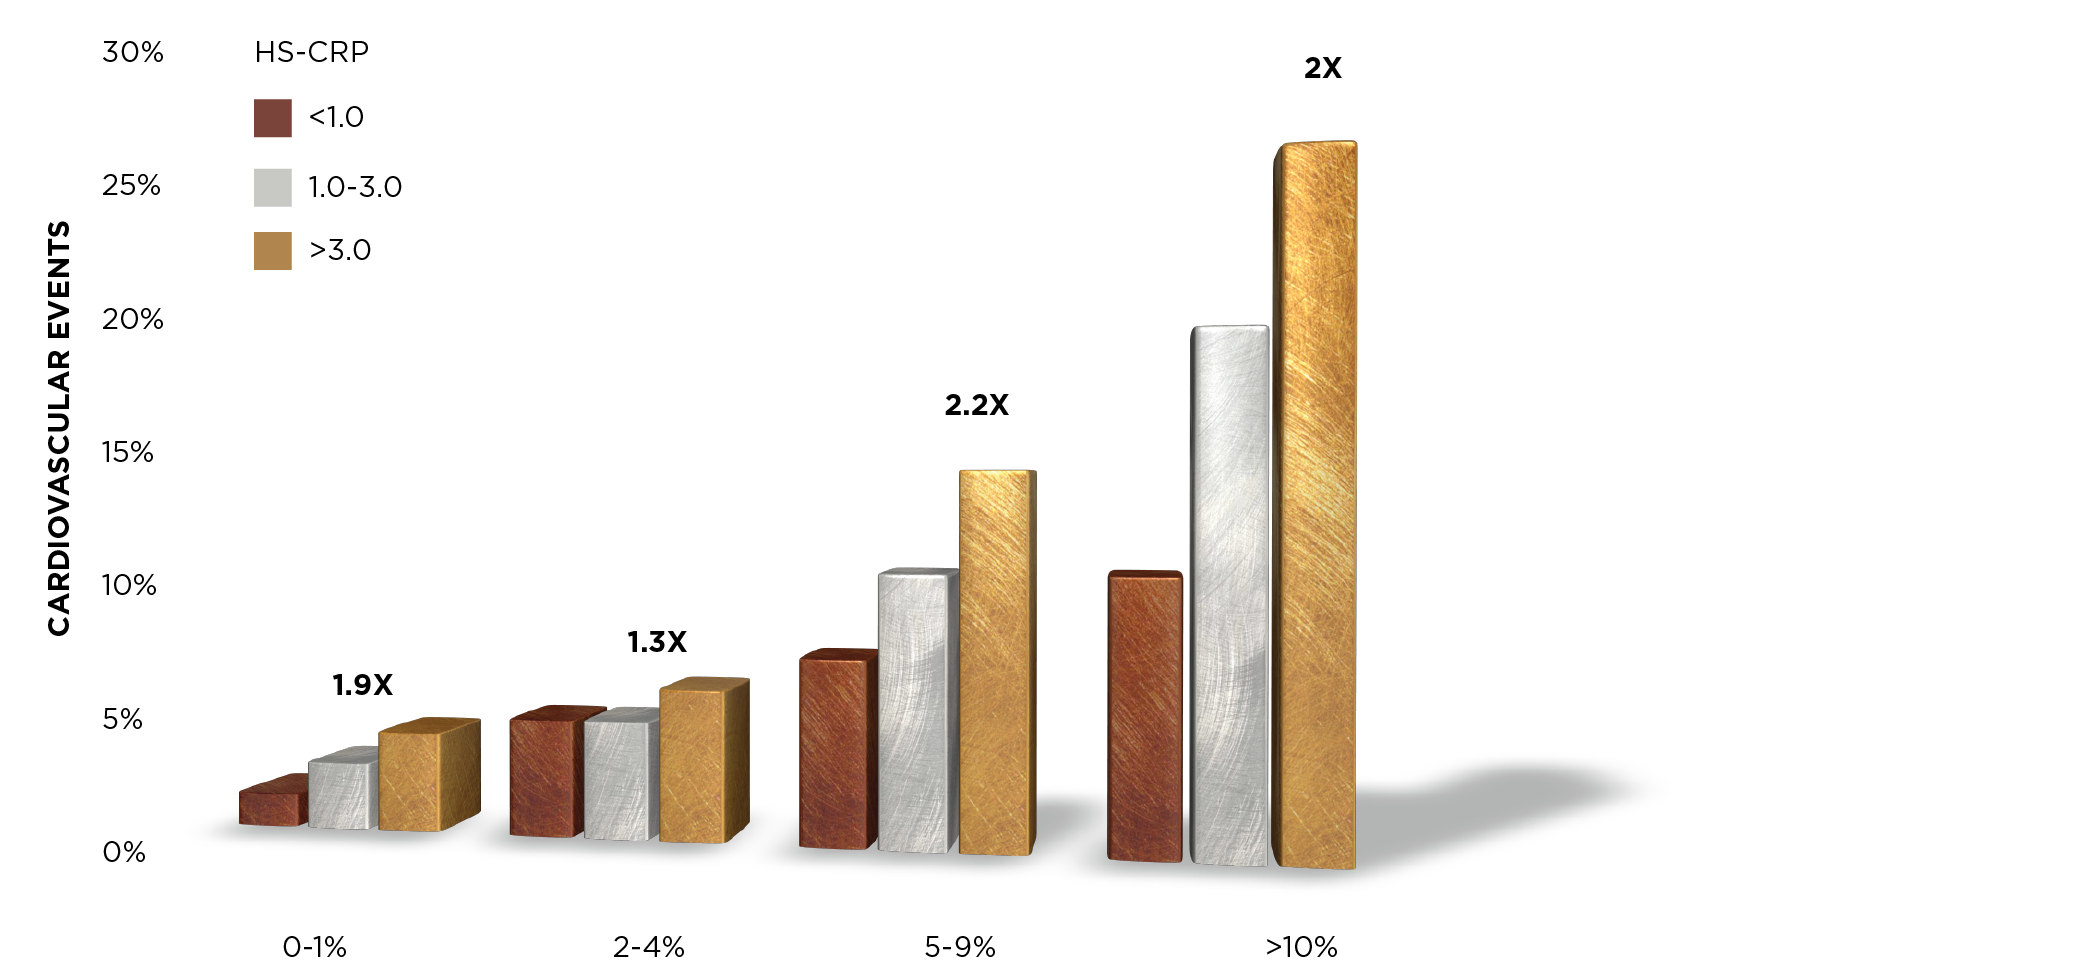 30%
25%
20%
15%
10%
5%
0%
CARDIOVASCULAR EVENTS
HS-CRP
<1.0
1.0-3.0
>3.0
1.9X
1.3X
2.2X
2X
0-1%
2-4%
5-9%
>10%